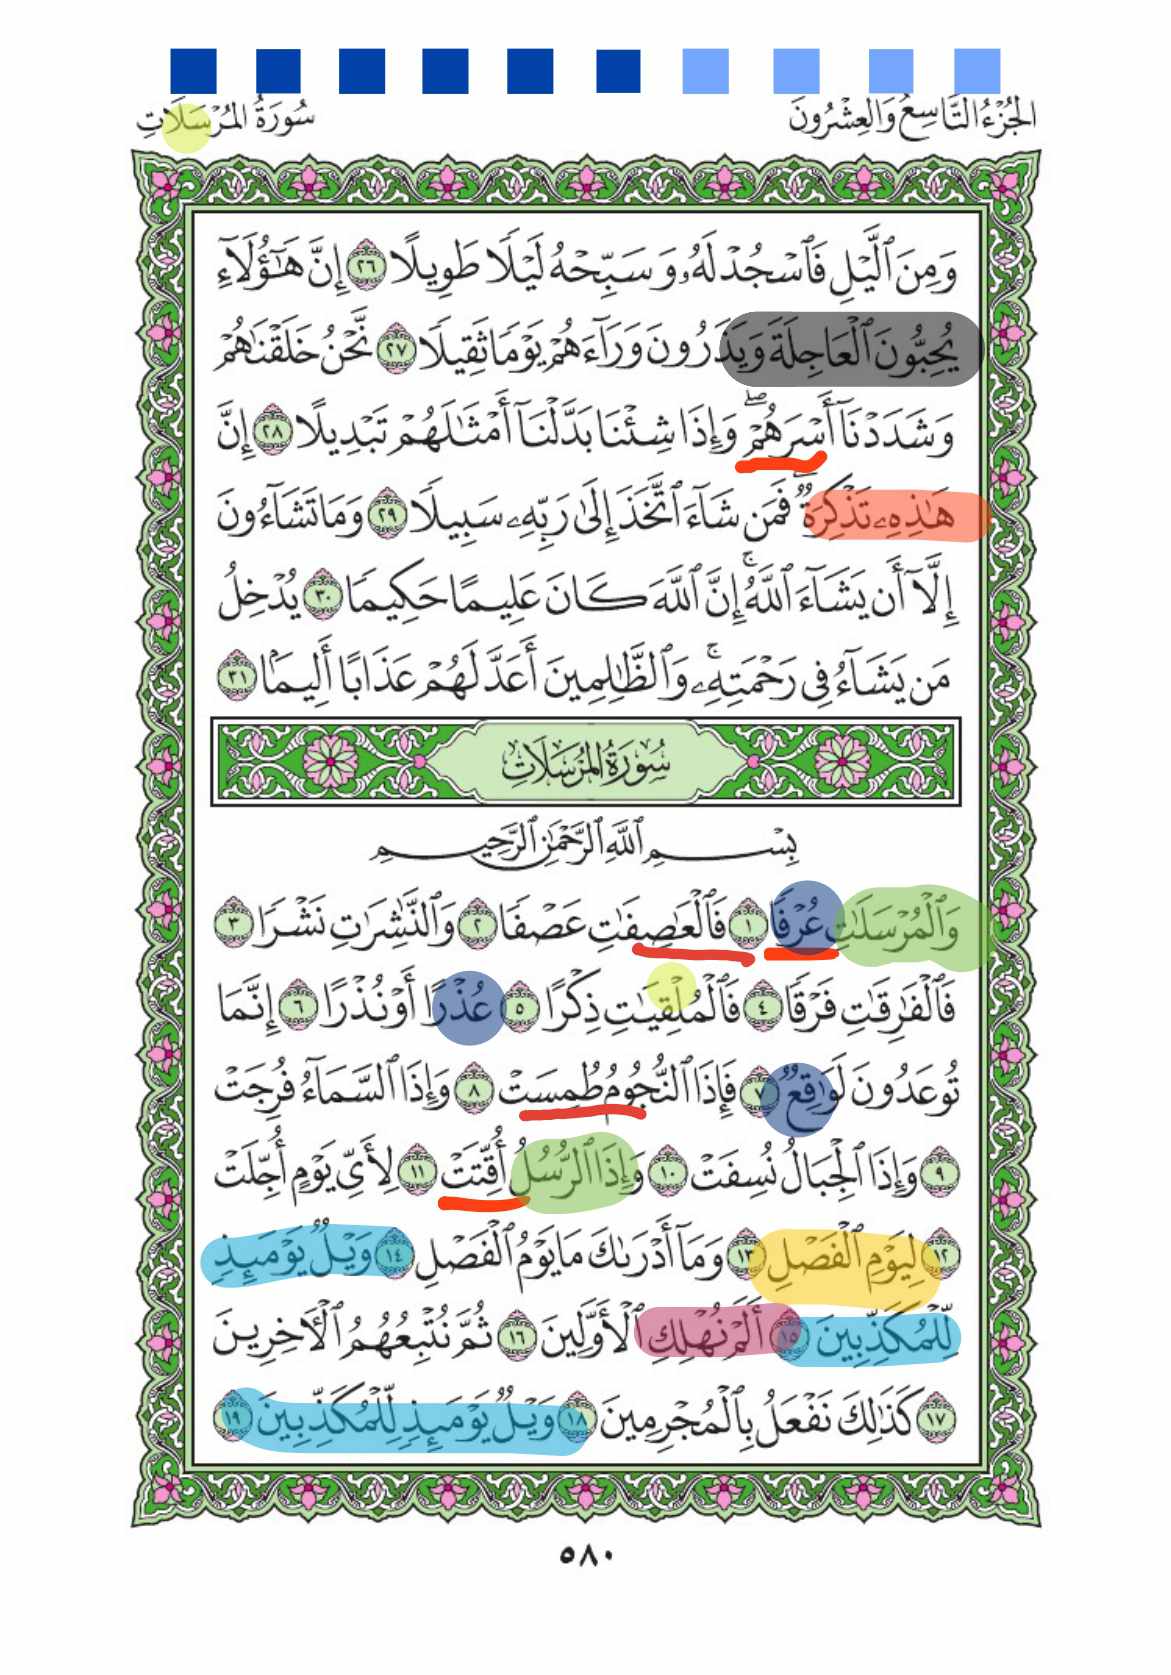 الجُزْءُ التَّاسِعُ وَالعِشْرُونَ
سُورَةُ المُرْسَلَاتِ
وَمِنَ ٱلَّيْلِ فَٱسْجُدْ لَهُۥ وَسَبِّحْهُ لَيْلًا طَوِيلًا ٢٦ إِنَّ هَٰٓؤُلَآءِ
يُحِبُّونَ ٱلْعَاجِلَةَ وَيَذَرُونَ وَرَآءَهُمْ يَوْمًا ثَقِيلًا ٢٧ نَّحْنُ خَلَقْنَٰهُمْ
وَشَدَدْنَآ أَسْرَهُمْ ۖ وَإِذَا شِئْنَا بَدَّلْنَآ أَمْثَٰلَهُمْ تَبْدِيلًا ٢٨ إِنَّ
هَٰذِهِۦ تَذْكِرَةٌ ۖ فَمَن شَآءَ ٱتَّخَذَ إِلَىٰ رَبِّهِۦ سَبِيلًا ٢٩ وَمَا تَشَآءُونَ
إِلَّآ أَن يَشَآءَ ٱللَّهُ ۚ إِنَّ ٱللَّهَ كَانَ عَلِيمًا حَكِيمًا ٣٠ يُدْخِلُ
مَن يَشَآءُ فِى رَحْمَتِهِۦ ۚ وَٱلظَّٰلِمِينَ أَعَدَّ لَهُمْ عَذَابًا أَلِيمًۢا ٣١
سُورَةُ المُرْسَلَاتِ
بِسْمِ ٱللَّهِ ٱلرَّحْمَٰنِ ٱلرَّحِيمِ
وَٱلْمُرْسَلَٰتِ عُرْفًا ١ فَٱلْعَٰصِفَٰتِ عَصْفًا ٢ وَٱلنَّٰشِرَٰتِ نَشْرًا ٣
فَٱلْفَٰرِقَٰتِ فَرْقًا ٤ فَٱلْمُلْقِيَٰتِ ذِكْرًا ٥ عُذْرًا أَوْ نُذْرًا ٦ إِنَّمَا
تُوعَدُونَ لَوَٰقِعٌ ٧ فَإِذَا ٱلنُّجُومُ طُمِسَتْ ٨ وَإِذَا ٱلسَّمَآءُ فُرِجَتْ
٩ وَإِذَا ٱلْجِبَالُ نُسِفَتْ ١٠ وَإِذَا ٱلرُّسُلُ أُقِّتَتْ ١١ لِأَىِّ يَوْمٍ أُجِّلَتْ
١٢ لِيَوْمِ ٱلْفَصْلِ ١٣ وَمَآ أَدْرَىٰكَ مَا يَوْمُ ٱلْفَصْلِ ١٤ وَيْلٌ يَوْمَئِذٍ
لِّلْمُكَذِّبِينَ ١٥ أَلَمْ نُهْلِكِ ٱلْأَوَّلِينَ ١٦ ثُمَّ نُتْبِعُهُمُ ٱلْءَاخِرِينَ
١٧ كَذَٰلِكَ نَفْعَلُ بِٱلْمُجْرِمِينَ ١٨ وَيْلٌ يَوْمَئِذٍ لِّلْمُكَذِّبِينَ ١٩
٥٨٠